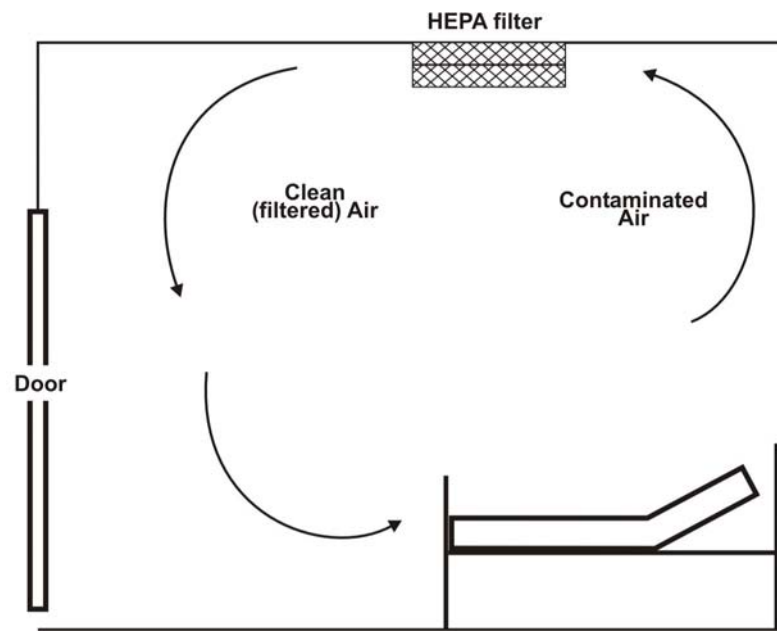 HEPA filter
Clean
(filtered) Air
Contaminated
Air
Door